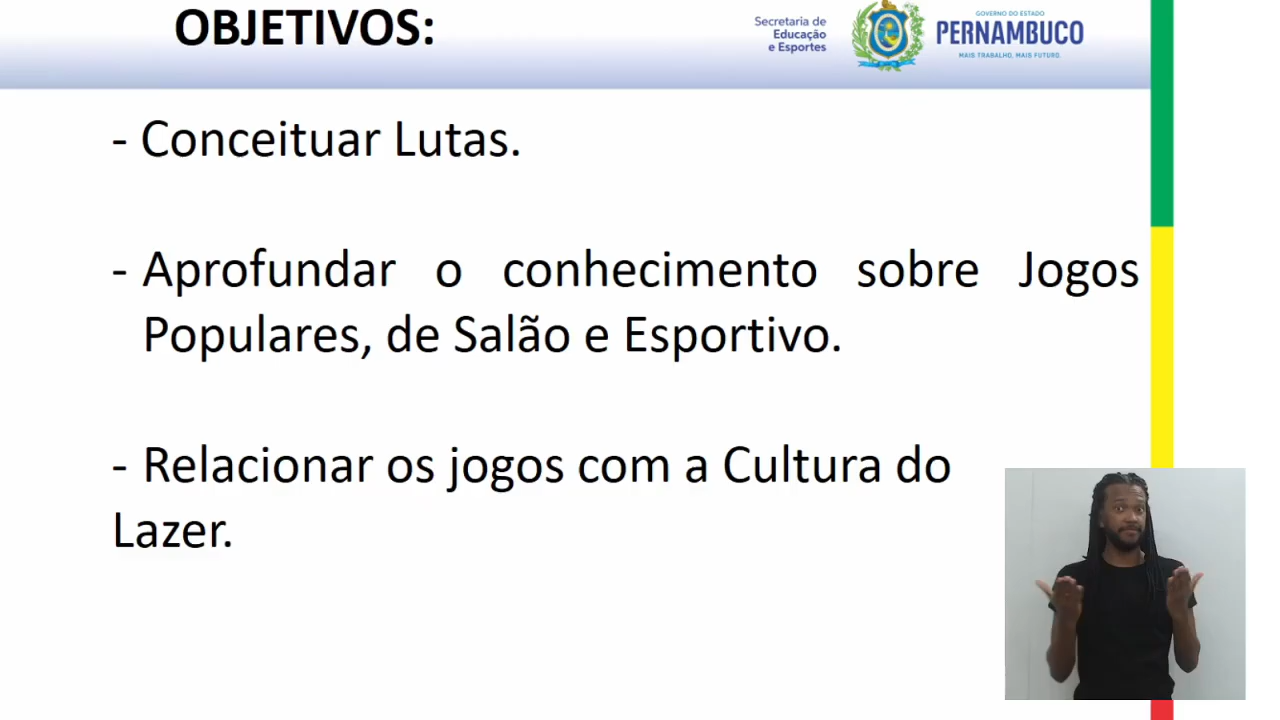 OBJETIVOS:
Secretaria de
Educação
e Esportes
GOVERNO DO ESTADO
PERNAMBUCO
MAIS TRABALHO, MAIS FUTURO.
- Conceituar Lutas.
- Aprofundar o conhecimento sobre Jogos
Populares, de Salão e Esportivo.
- Relacionar os jogos com a Cultura do
Lazer.